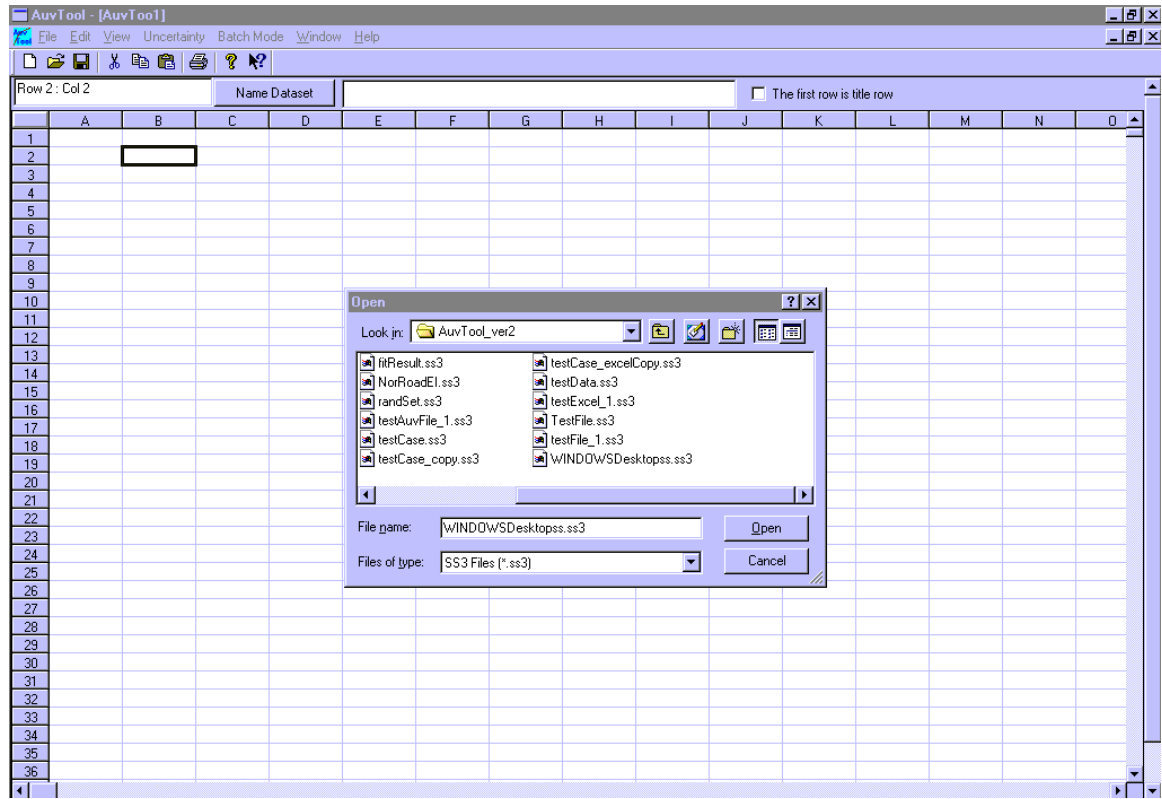 AuvTool - [AuvToo1]
File Edit View Uncertainty Batch Mode Window Help
Row 2 : Col 2 Name Dataset The first row is title row
A B C D E F G H I J K L M N O
1
2
3
4
5
6
7
8
9
10
11
12
13
14
15
16
17
18
19
20
21
22
23
24
25
26
27
28
29
30
31
32
33
34
35
36
Open
Look in: AuvTool_ver2
fitResult.ss3 testCase_excelCopy.ss3
NorRoadEI.ss3 testData.ss3
randSet.ss3 testExcel_1.ss3
testAuvFile_1.ss3 TestFile.ss3
testCase.ss3 testFile_1.ss3
testCase_copy.ss3 WINDOWSDesktopss.ss3
File name: WINDOWSDesktopss.ss3 Open
Files of type: SS3 Files (*.ss3) Cancel